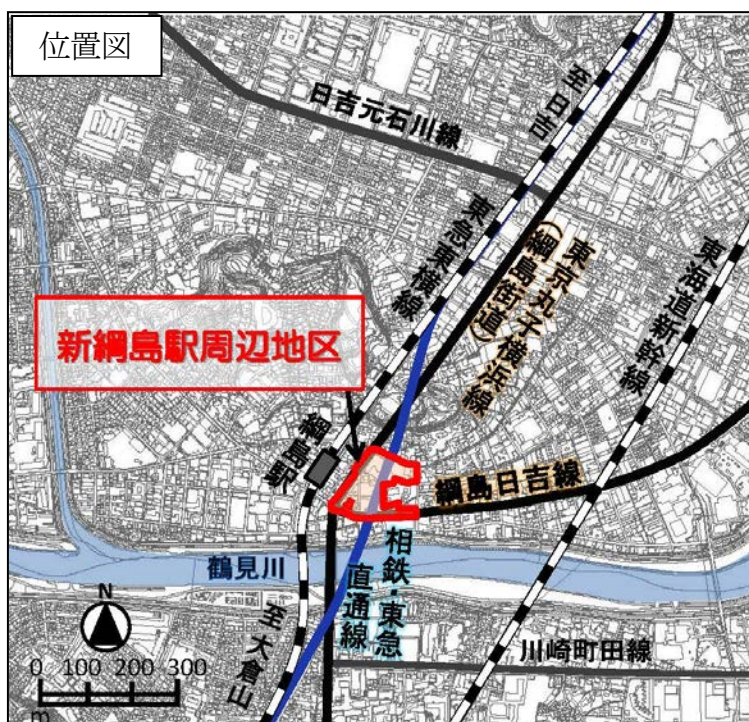 位置図
日吉元石川線
至日吉
東急東横線
東京丸子横浜線
（綱島街道）
東海道新幹線
新綱島駅周辺地区
綱島駅
綱島日吉線
鶴見川
相鉄・東急
直通線
至大倉山
川崎町田線
N
0 100 200 300
m